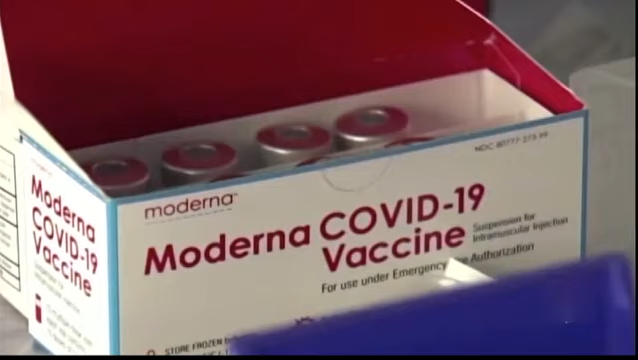 moderna
Moderna
COVID-19
Vaccine
moderna
NDC 80777-273-99
Moderna COVID-19
Vaccine
Suspension for
Intramuscular Injection
For use under Emergency Authorization
STORE FROZEN